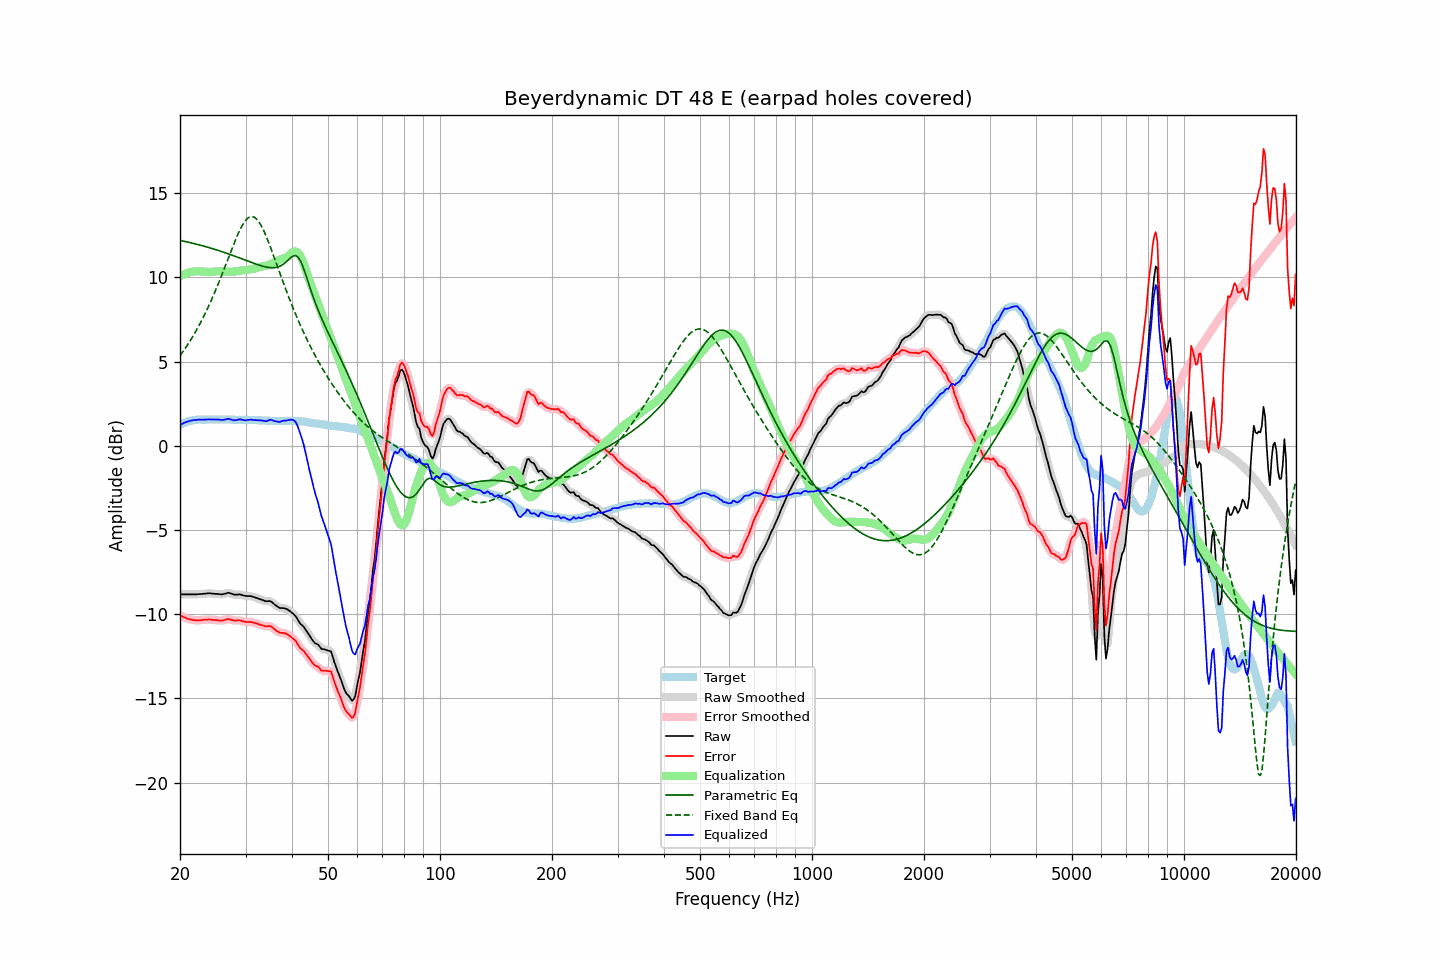 Beyerdynamic DT 48 E (earpad holes covered)
Amplitude (dBr)
15
10
5
0
−5
−10
−15
−20
Target
Raw Smoothed
Error Smoothed
Raw
Error
Equalization
Parametric Eq
Fixed Band Eq
Equalized
20 50 100 200 500 1000 2000 5000 10000 20000
Frequency (Hz)